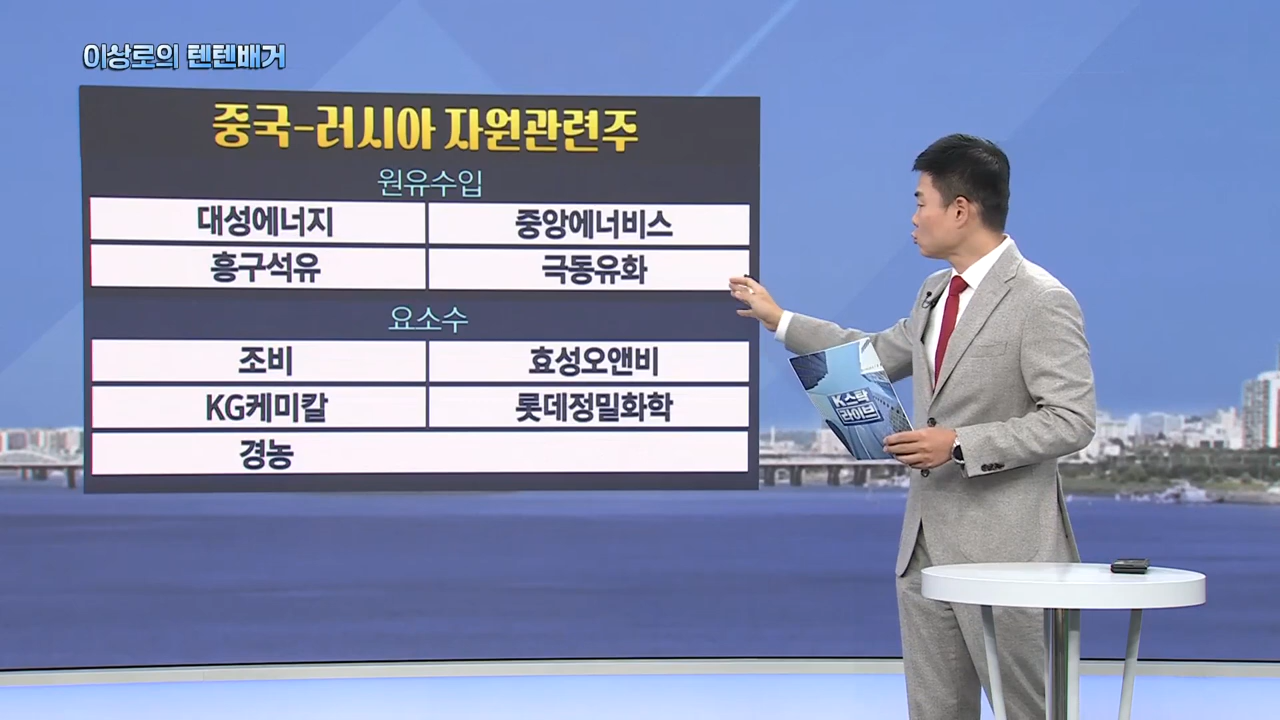 이상로의 텐텐배거
중국-러시아 자원관련주
원유수입
대성에너지 중앙에너비스
흥구석유 극동유화
요소수
조비 효성오앤비
KG케미칼 롯데정밀화학
경농
K스탁
라이브